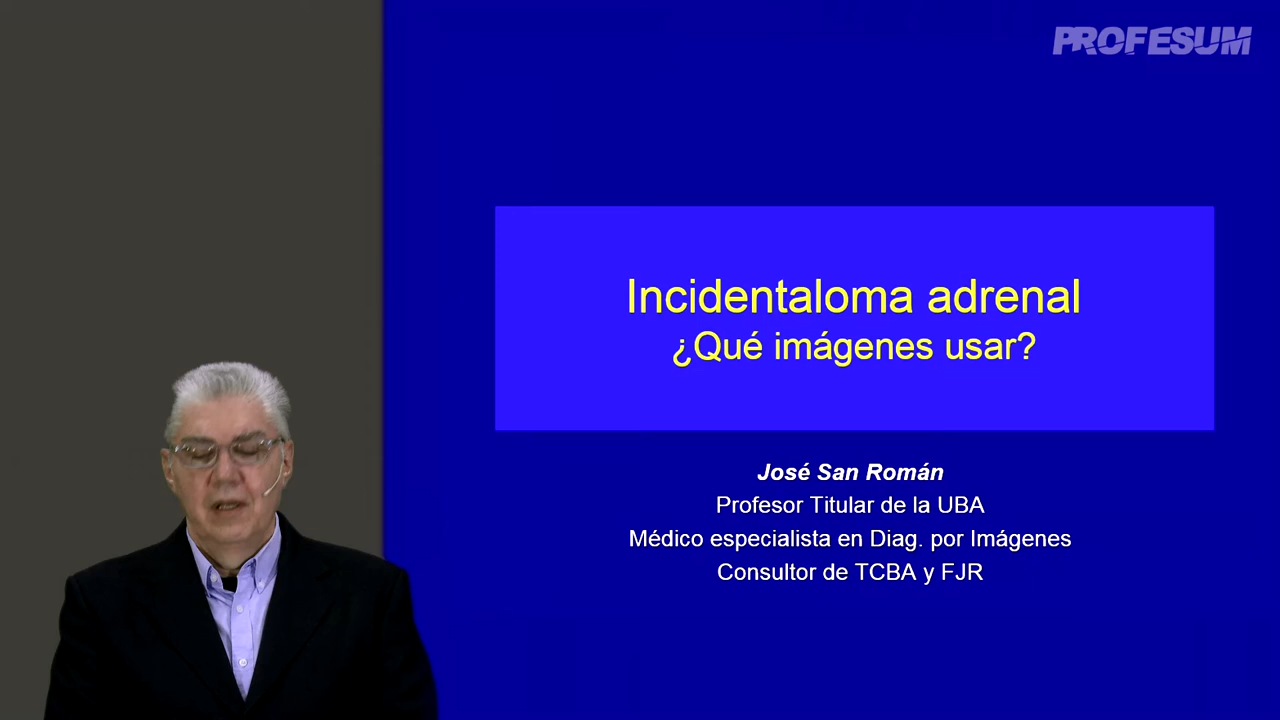 PROFESUM
Incidentaloma adrenal
¿Qué imágenes usar?
José San Román
Profesor Titular de la UBA
Médico especialista en Diag. por Imágenes
Consultor de TCBA y FJR